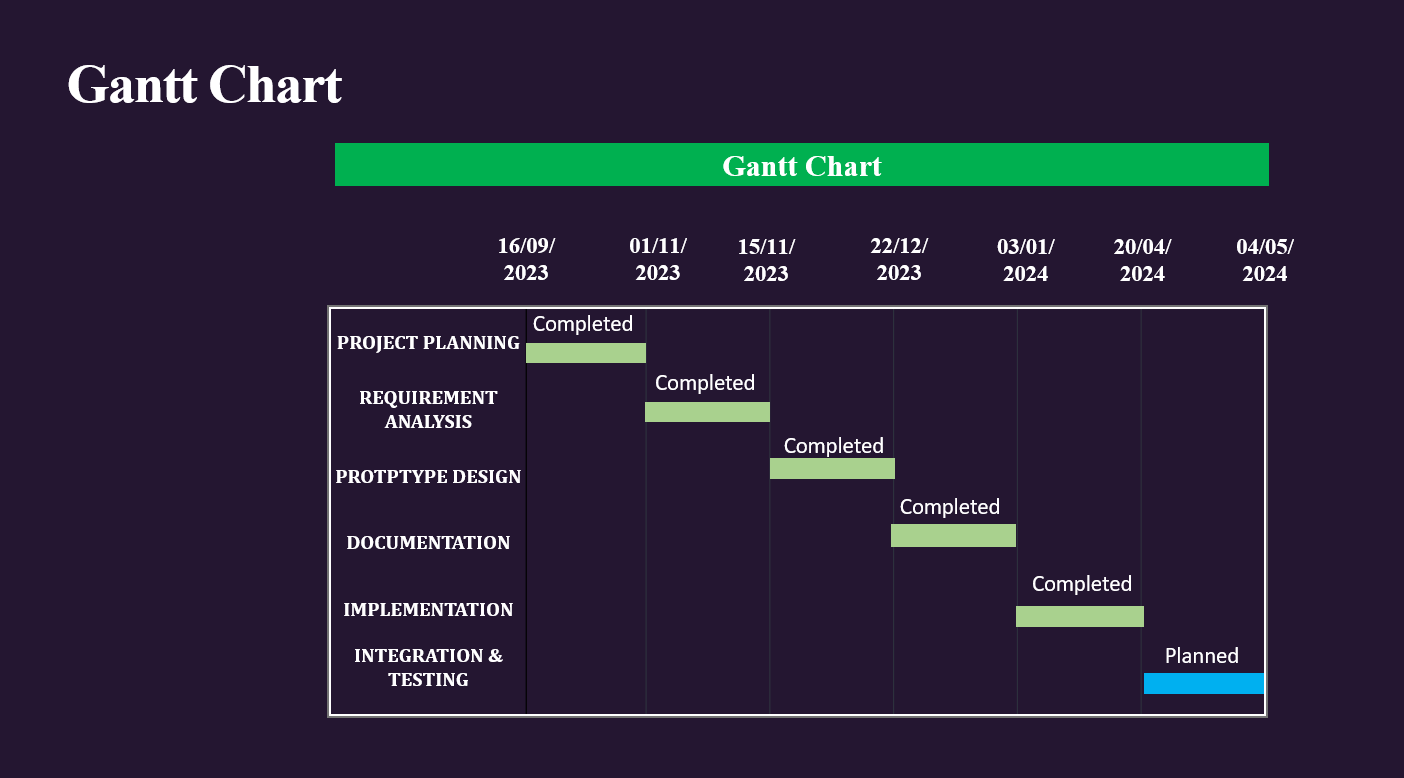 Gantt Chart
Gantt Chart
16/09/
2023
01/11/
2023
15/11/
2023
22/12/
2023
03/01/
2024
20/04/
2024
04/05/
2024
PROJECT PLANNING
Completed
REQUIREMENT
ANALYSIS
Completed
PROTPTYPE DESIGN
Completed
DOCUMENTATION
Completed
IMPLEMENTATION
Completed
INTEGRATION &
TESTING
Planned